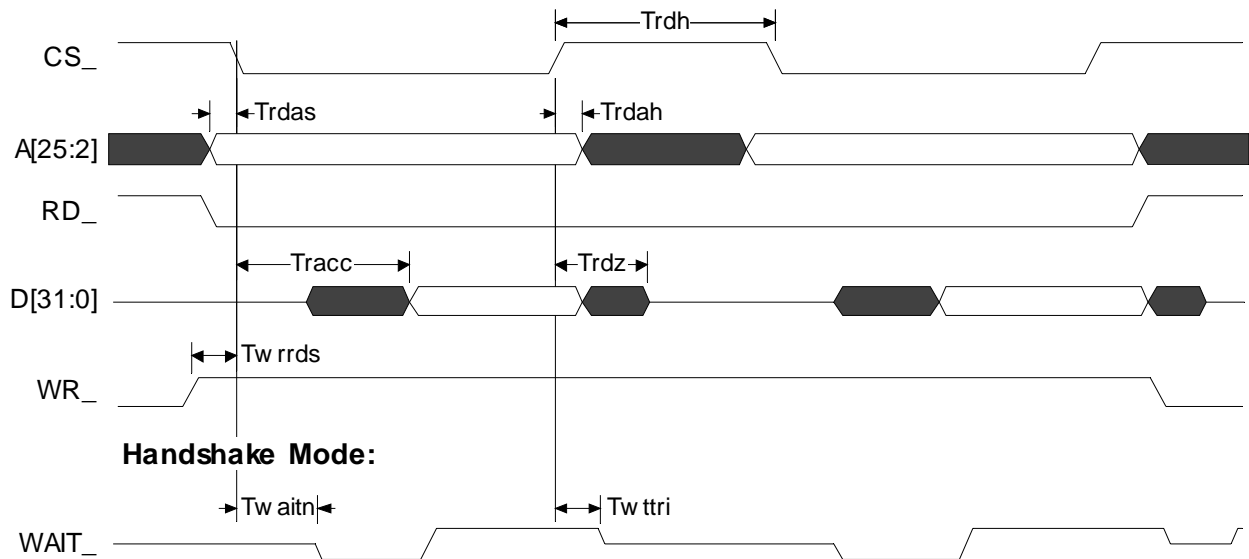 Trdh
CS_
Trdas
Trdah
A[25:2]
RD_
Tracc
Trdz
D[31:0]
Tw rrds
WR_
Handshake Mode:
Tw aitn
Tw ttri
WAIT_